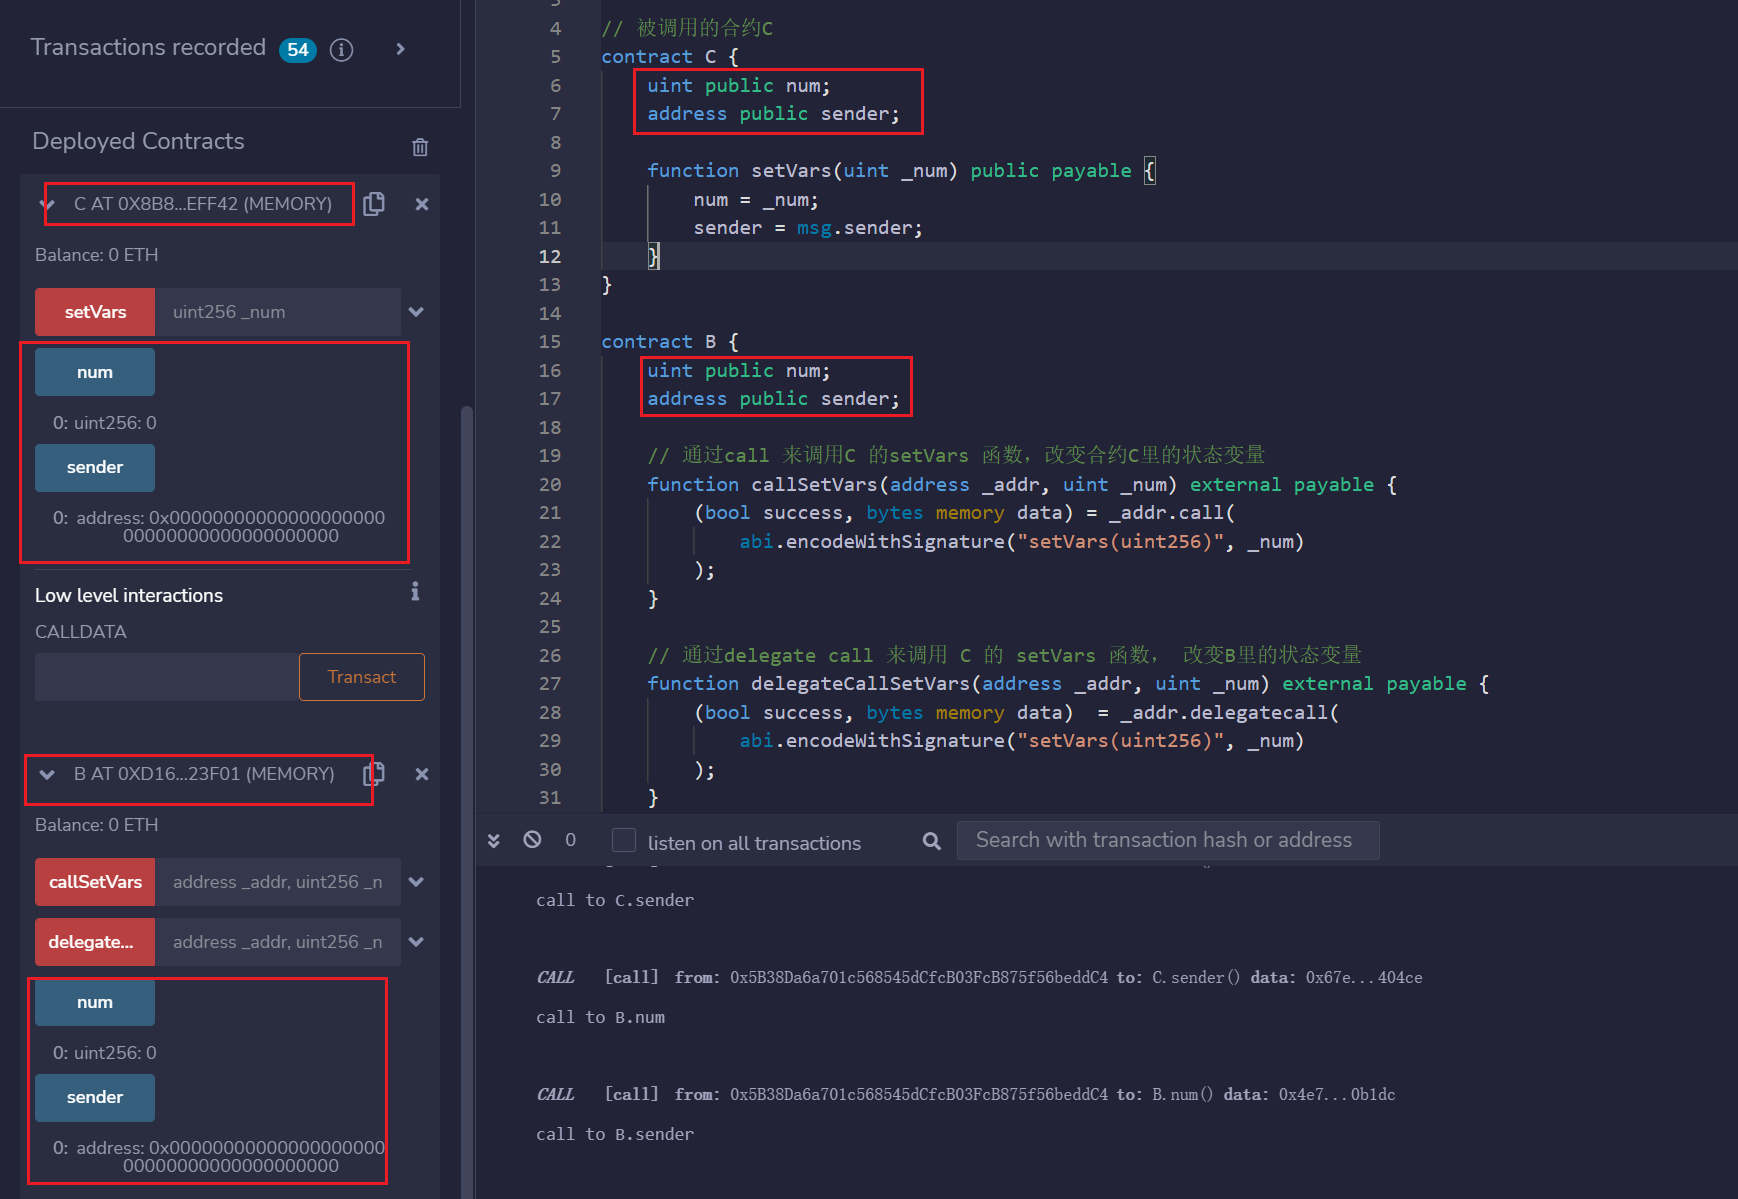 Transactions recorded 54
Deployed Contracts
C AT 0X8B8...EFF42 (MEMORY)
Balance: 0 ETH
setVars uint256 _num
num
0: uint256: 0
sender
0: address: 0x00000000000000000000
00000000000000000000
Low level interactions
CALLDATA
Transact
B AT 0XD16...23F01 (MEMORY)
Balance: 0 ETH
callSetVars address _addr, uint256 _n
delegate... address _addr, uint256 _n
num
0: uint256: 0
sender
0: address: 0x00000000000000000000
00000000000000000000
4 // 被调用的合约C
5 contract C {
6 uint public num;
7 address public sender;
8
9 function setVars(uint _num) public payable {
10 num = _num;
11 sender = msg.sender;
12 }
13 }
14
15 contract B {
16 uint public num;
17 address public sender;
18
19 // 通过call 来调用C 的setVars 函数，改变合约C里的状态变量
20 function callSetVars(address _addr, uint _num) external payable {
21 (bool success, bytes memory data) = _addr.call(
22 abi.encodeWithSignature("setVars(uint256)", _num)
23 );
24 }
25
26 // 通过delegate call 来调用 C 的 setVars 函数， 改变B里的状态变量
27 function delegateCallSetVars(address _addr, uint _num) external payable {
28 (bool success, bytes memory data)  = _addr.delegatecall(
29 abi.encodeWithSignature("setVars(uint256)", _num)
30 );
31 }
0 listen on all transactions Search with transaction hash or address
call to C.sender
CALL [call] from: 0x5B38Da6a701c568545dCfcB03FcB875f56beddC4 to: C.sender() data: 0x67e...404ce
call to B.num
CALL [call] from: 0x5B38Da6a701c568545dCfcB03FcB875f56beddC4 to: B.num() data: 0x4e7...0b1dc
call to B.sender